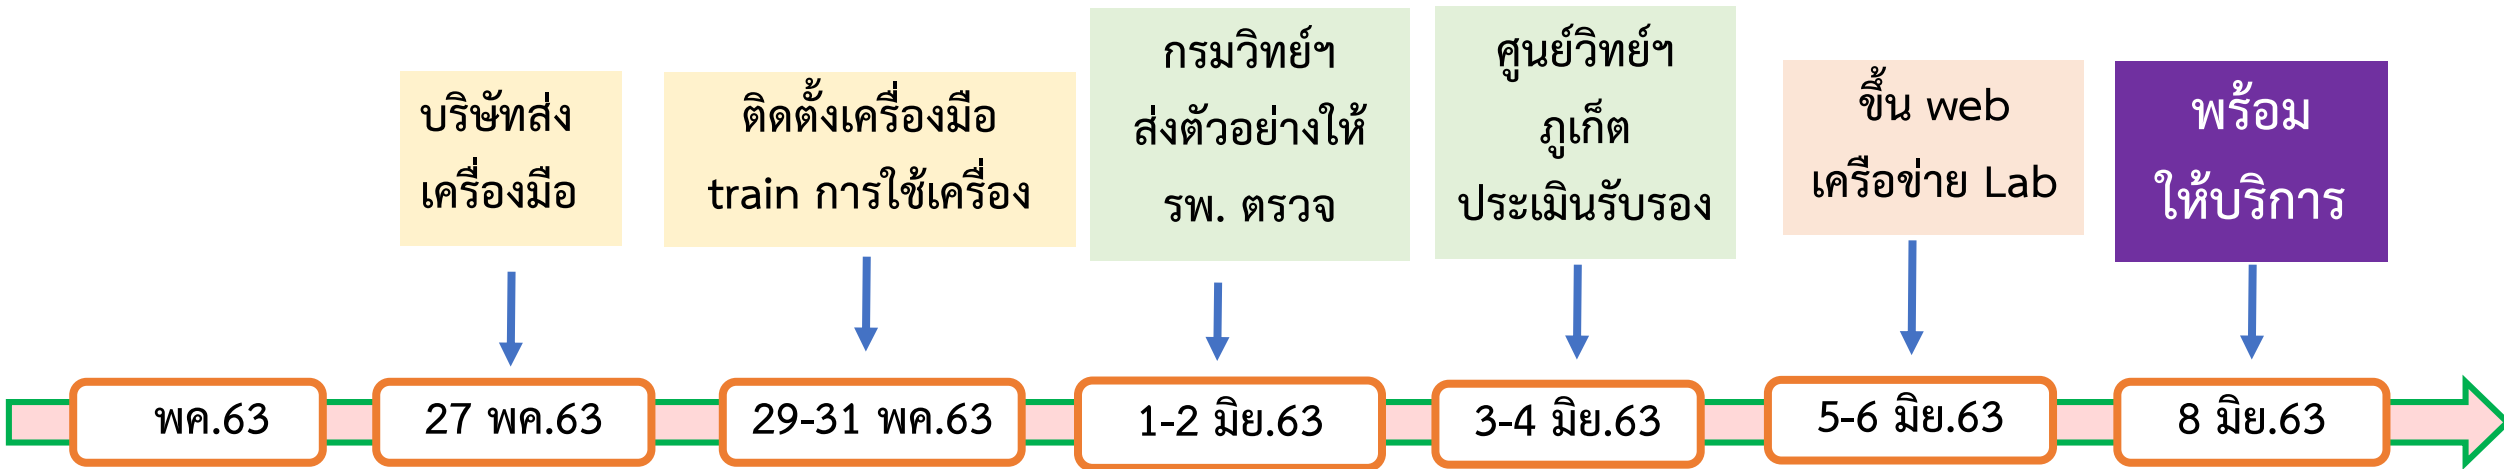 บริษัทส่ง
เครื่องมือ
ติดตั้งเครื่องมือ
train การใช้เครื่อง
กรมวิทย์ฯ
ส่งตัวอย่างให้
รพ. ตรวจ
ศูนย์วิทย์ฯ
ภูเก็ต
ประเมินรับรอง
ขึ้น web
เครือข่าย Lab
พร้อม
ให้บริการ
พค.63
27 พค.63
29-31 พค.63
1-2 มิย.63
3-4 มิย.63
5-6 มิย.63
8 มิ.63